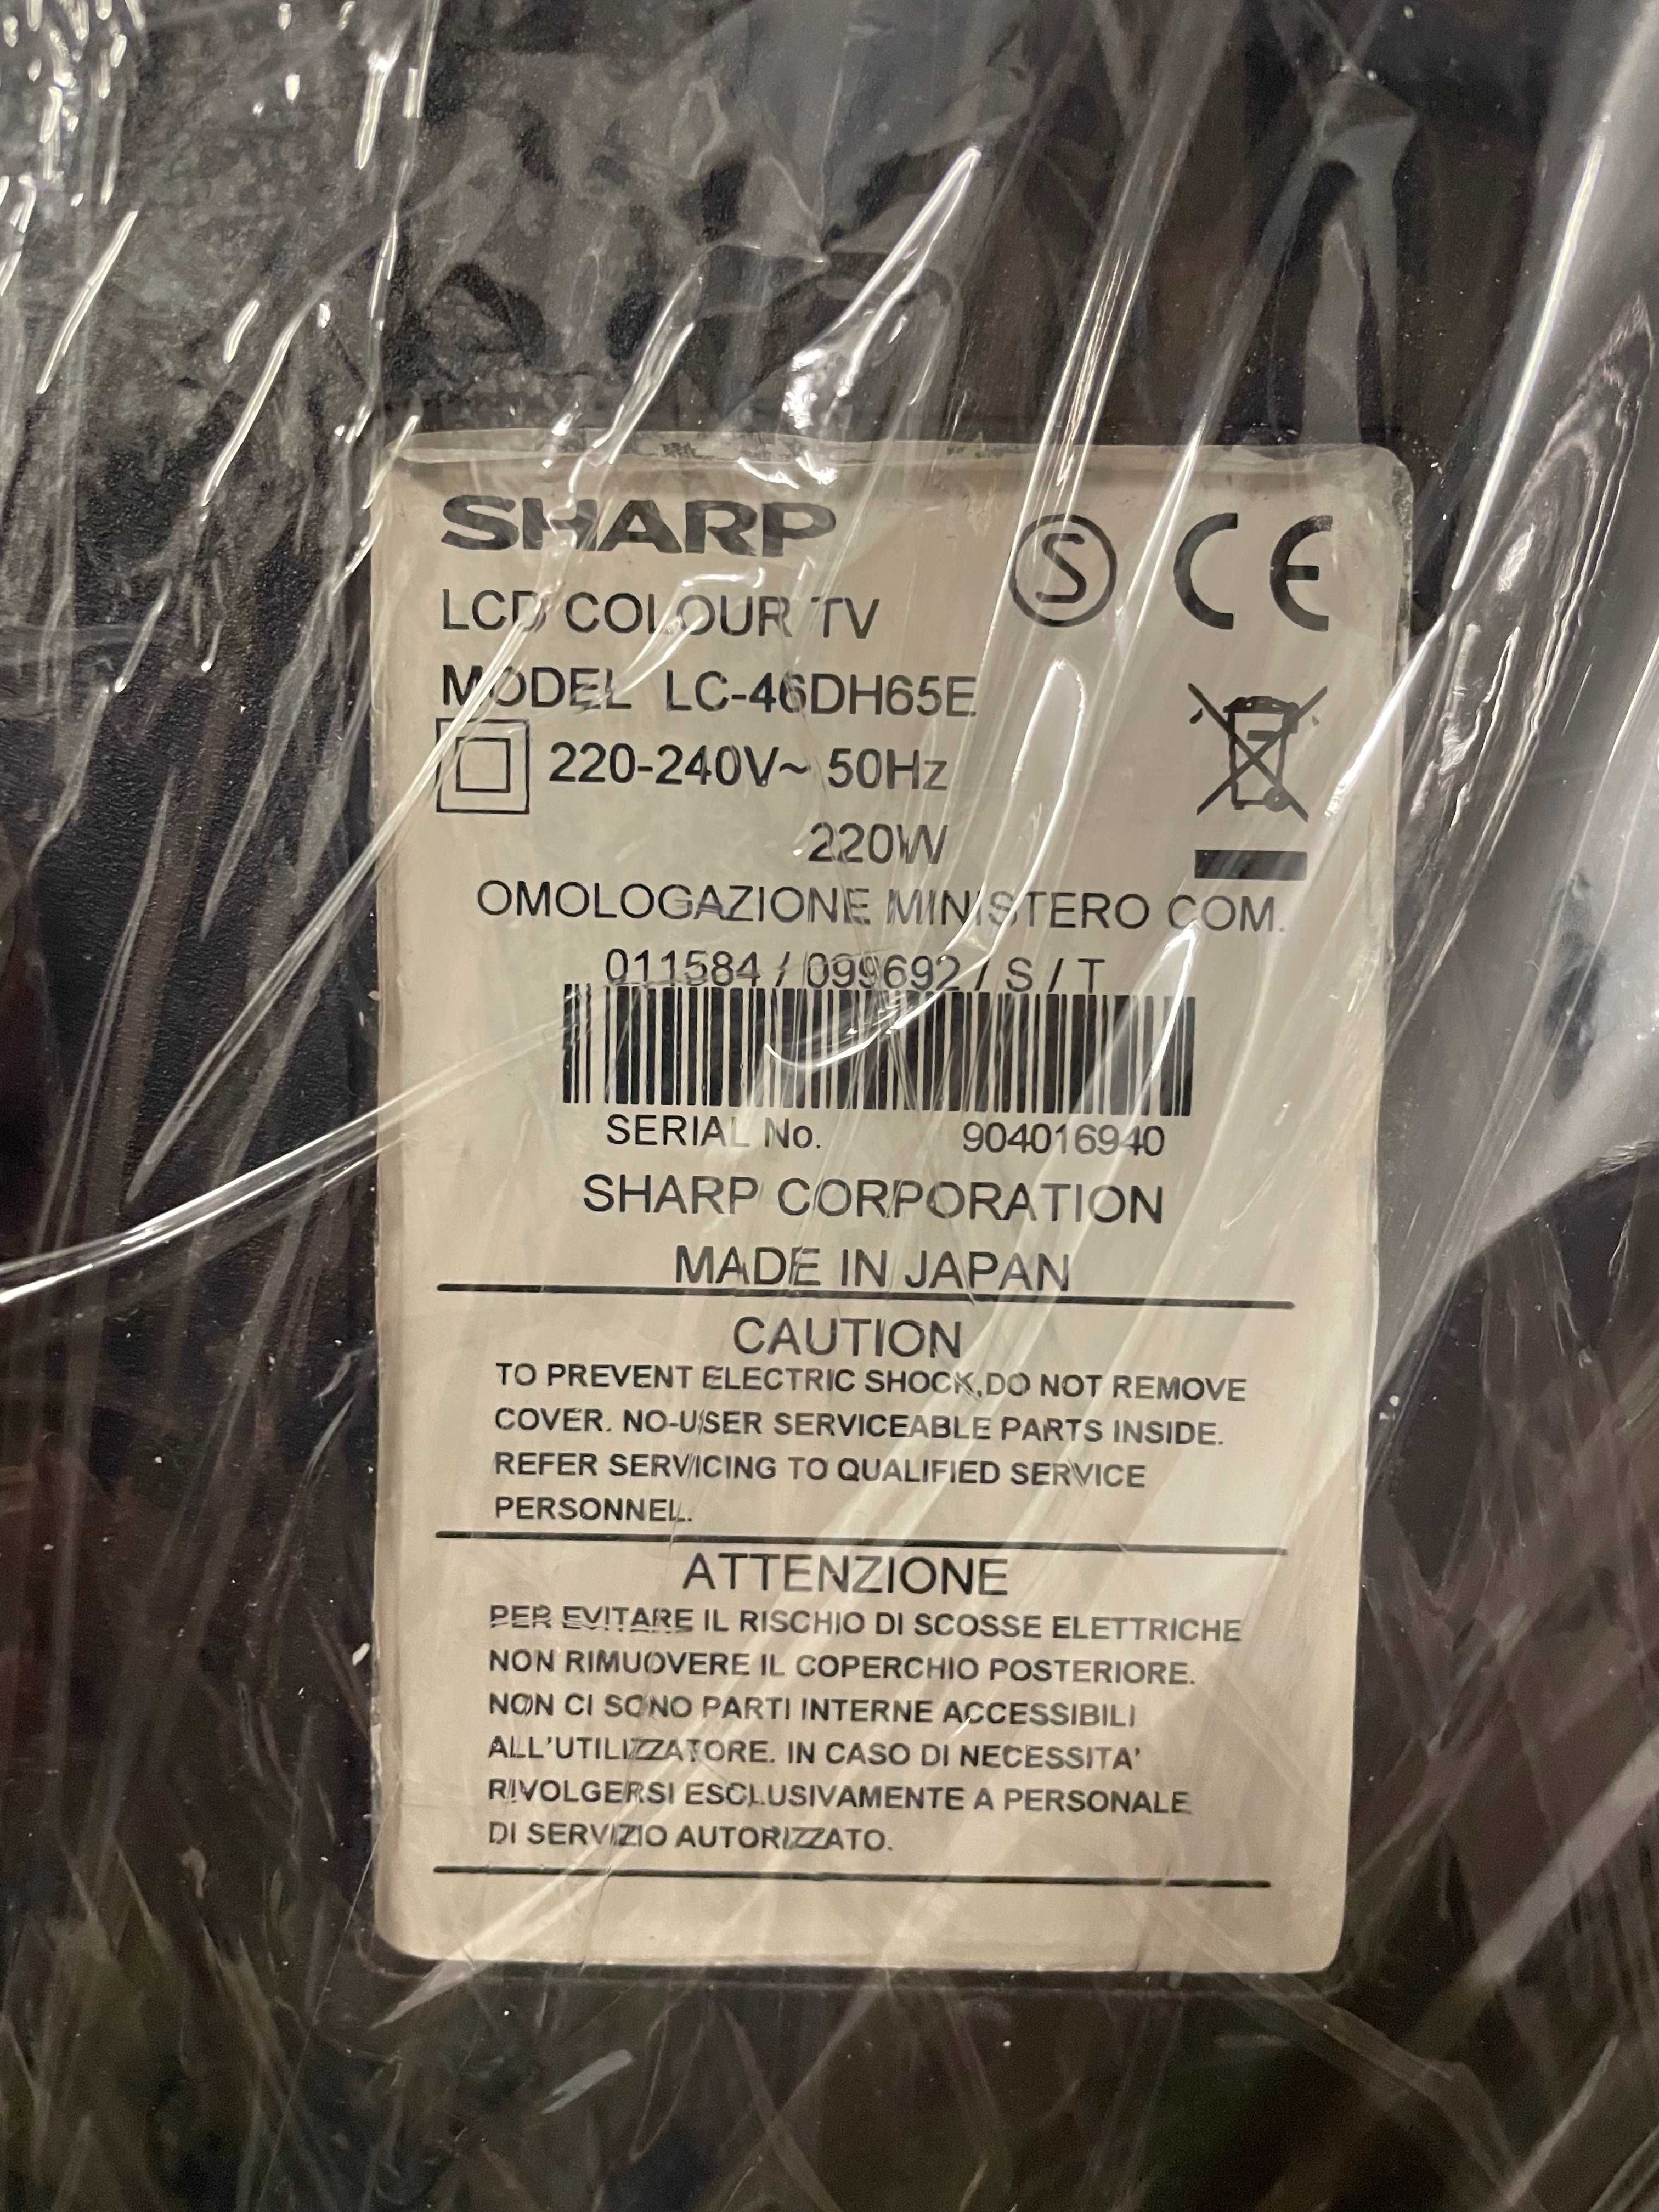 SHARP
S CE
LCD COLOUR TV
MODEL LC-46DH65E
220-240V~ 50Hz
220W
OMOLOGAZIONE MINISTERO COM.
011584 / 099692 / S / T
SERIAL No. 904016940
SHARP CORPORATION
MADE IN JAPAN
CAUTION
TO PREVENT ELECTRIC SHOCK,DO NOT REMOVE
COVER. NO-USER SERVICEABLE PARTS INSIDE.
REFER SERVICING TO QUALIFIED SERVICE
PERSONNEL.
ATTENZIONE
PER EVITARE IL RISCHIO DI SCOSSE ELETTRICHE
NON RIMUOVERE IL COPERCHIO POSTERIORE.
NON CI SONO PARTI INTERNE ACCESSIBILI
ALL'UTILIZZATORE. IN CASO DI NECESSITA'
RIVOLGERSI ESCLUSIVAMENTE A PERSONALE
DI SERVIZIO AUTORIZZATO.